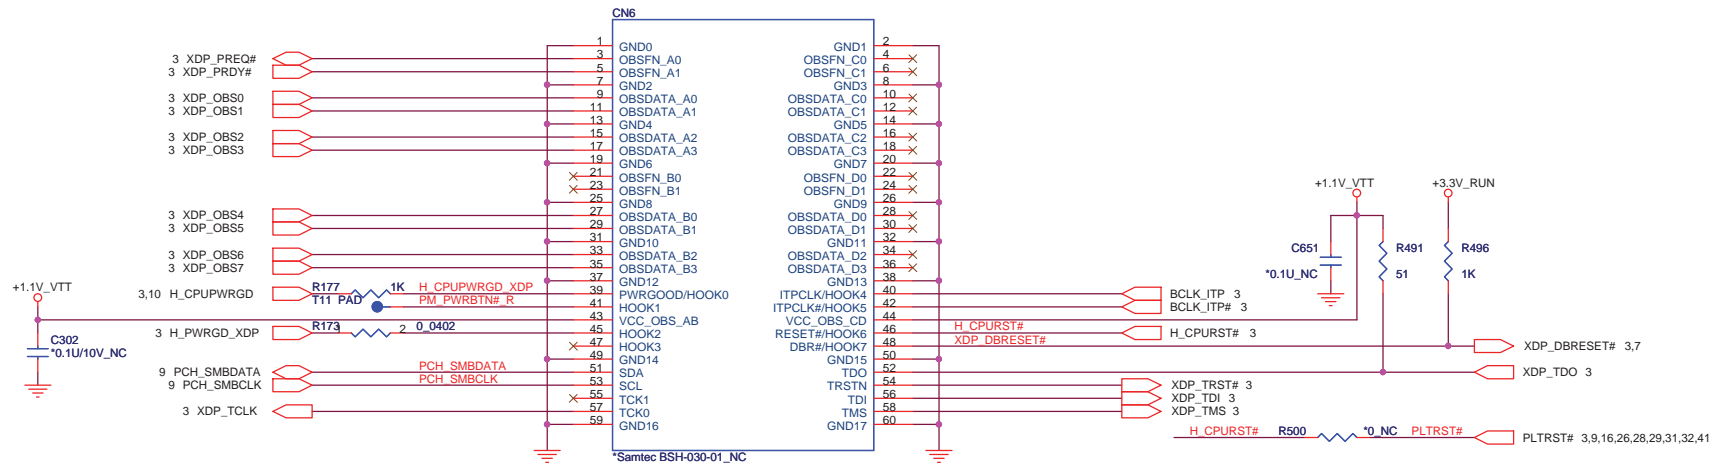 CN6
1 GND0 GND1 2
3 XDP_PREQ# 3 OBSFN_A0 OBSFN_C0 4
3 XDP_PRDY# 5 OBSFN_A1 OBSFN_C1 6
7 GND2 GND3 8
3 XDP_OBS0 9 OBSDATA_A0 OBSDATA_C0 10
3 XDP_OBS1 11 OBSDATA_A1 OBSDATA_C1 12
13 GND4 GND5 14
3 XDP_OBS2 15 OBSDATA_A2 OBSDATA_C2 16
3 XDP_OBS3 17 OBSDATA_A3 OBSDATA_C3 18
19 GND6 GND7 20
21 OBSFN_B0 OBSFN_D0 22
23 OBSFN_B1 OBSFN_D1 24
+1.1V_VTT +3.3V_RUN
25 GND8 GND9 26
3 XDP_OBS4 27 OBSDATA_B0 OBSDATA_D0 28
3 XDP_OBS5 29 OBSDATA_B1 OBSDATA_D1 30
31 GND10 GND11 32
C651 R491 R496
3 XDP_OBS6 33 OBSDATA_B2 OBSDATA_D2 34
3 XDP_OBS7 35 OBSDATA_B3 OBSDATA_D3 36
*0.1U_NC 51 1K
37 GND12 GND13 38
+1.1V_VTT
3,10 H_CPUPWRGD R177 1K H_CPUPWRGD_XDP 39 PWRGOOD/HOOK0 ITPCLK/HOOK4 40 BCLK_ITP 3
T11 PAD PM_PWRBTN#_R 41 HOOK1 ITPCLK#/HOOK5 42 BCLK_ITP# 3
43 VCC_OBS_AB VCC_OBS_CD 44
3 H_PWRGD_XDP R173 1 2 0_0402 45 HOOK2 RESET#/HOOK6 46 H_CPURST# H_CPURST# 3
C302
*0.1U/10V_NC
47 HOOK3 DBR#/HOOK7 48 XDP_DBRESET# XDP_DBRESET# 3,7
49 GND14 GND15 50
9 PCH_SMBDATA PCH_SMBDATA 51 SDA TDO 52 XDP_TDO 3
9 PCH_SMBCLK PCH_SMBCLK 53 SCL TRSTN 54 XDP_TRST# 3
55 TCK1 TDI 56 XDP_TDI 3
3 XDP_TCLK 57 TCK0 TMS 58 XDP_TMS 3
59 GND16 GND17 60
H_CPURST# R500 *0_NC PLTRST# PLTRST# 3,9,16,26,28,29,31,32,41
*Samtec BSH-030-01_NC